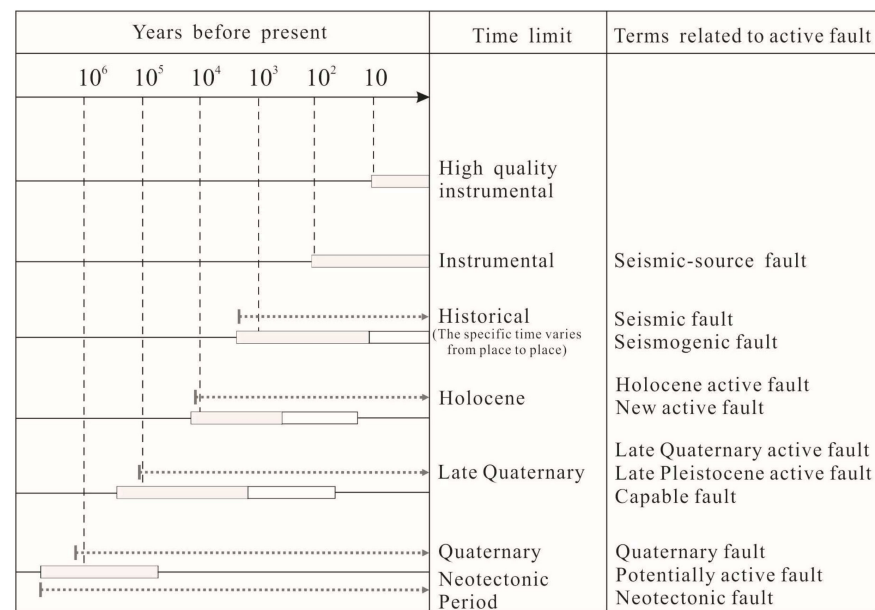 Years before present
Time limit
Terms related to active fault
10⁶ 10⁵ 10⁴ 10³ 10² 10
High quality
instrumental
Instrumental
Seismic-source fault
Historical
(The specific time varies
from place to place)
Seismic fault
Seismogenic fault
Holocene
Holocene active fault
New active fault
Late Quaternary
Late Quaternary active fault
Late Pleistocene active fault
Capable fault
Quaternary
Quaternary fault
Neotectonic
Period
Potentially active fault
Neotectonic fault